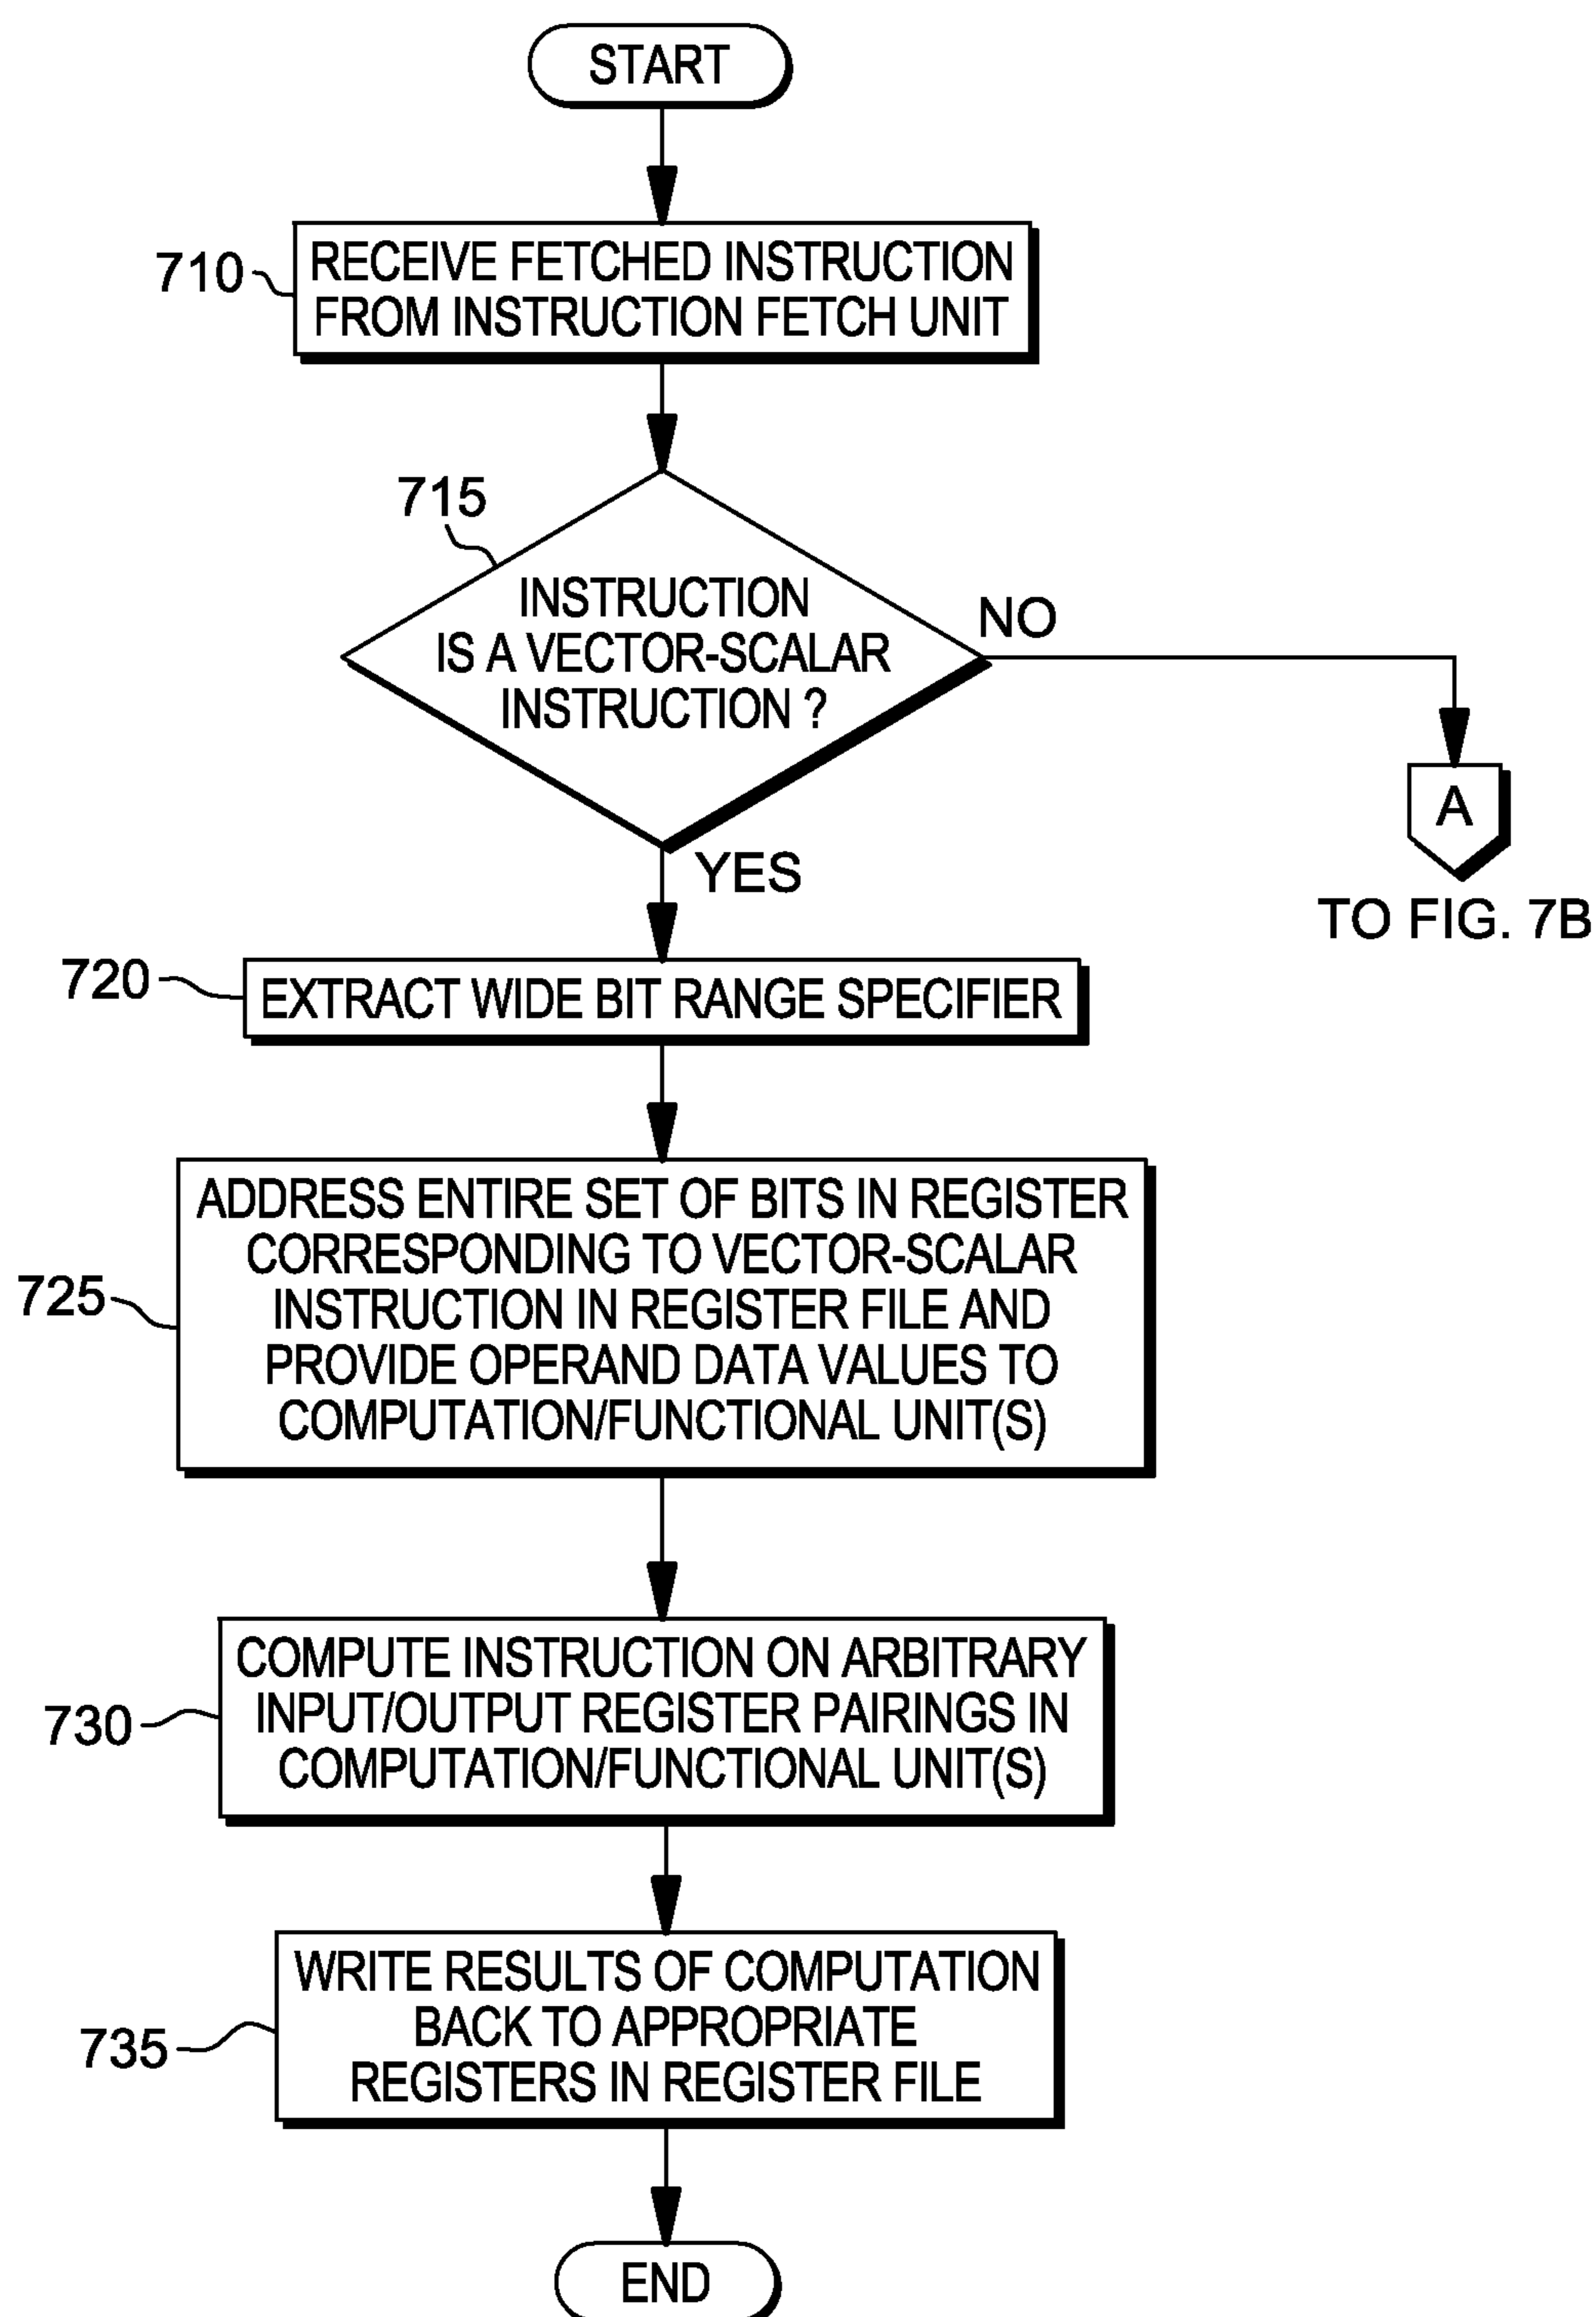 START
710
RECEIVE FETCHED INSTRUCTION
FROM INSTRUCTION FETCH UNIT
715
INSTRUCTION
IS A VECTOR-SCALAR
INSTRUCTION ?
NO
A
TO FIG. 7B
YES
720
EXTRACT WIDE BIT RANGE SPECIFIER
725
ADDRESS ENTIRE SET OF BITS IN REGISTER
CORRESPONDING TO VECTOR-SCALAR
INSTRUCTION IN REGISTER FILE AND
PROVIDE OPERAND DATA VALUES TO
COMPUTATION/FUNCTIONAL UNIT(S)
730
COMPUTE INSTRUCTION ON ARBITRARY
INPUT/OUTPUT REGISTER PAIRINGS IN
COMPUTATION/FUNCTIONAL UNIT(S)
735
WRITE RESULTS OF COMPUTATION
BACK TO APPROPRIATE
REGISTERS IN REGISTER FILE
END